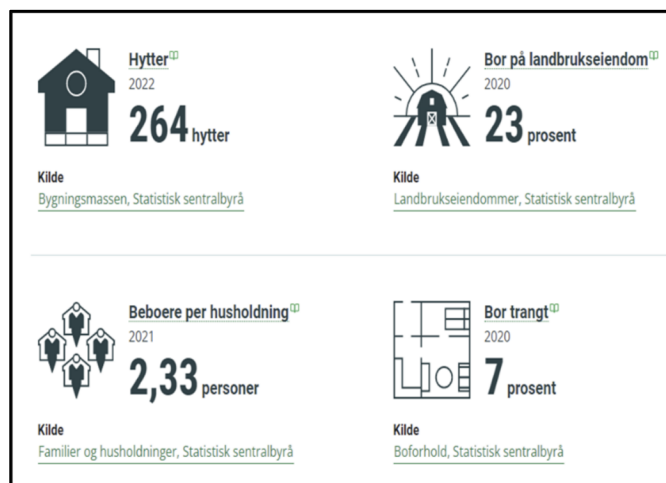 Hytter
2022
264 hytter
Kilde
Bygningsmassen, Statistisk sentralbyrå
Bor på landbrukseiendom
2020
23 prosent
Kilde
Landbrukseiendommer, Statistisk sentralbyrå
Beboere per husholdning
2021
2,33 personer
Kilde
Familier og husholdninger, Statistisk sentralbyrå
Bor trangt
2020
7 prosent
Kilde
Boforhold, Statistisk sentralbyrå